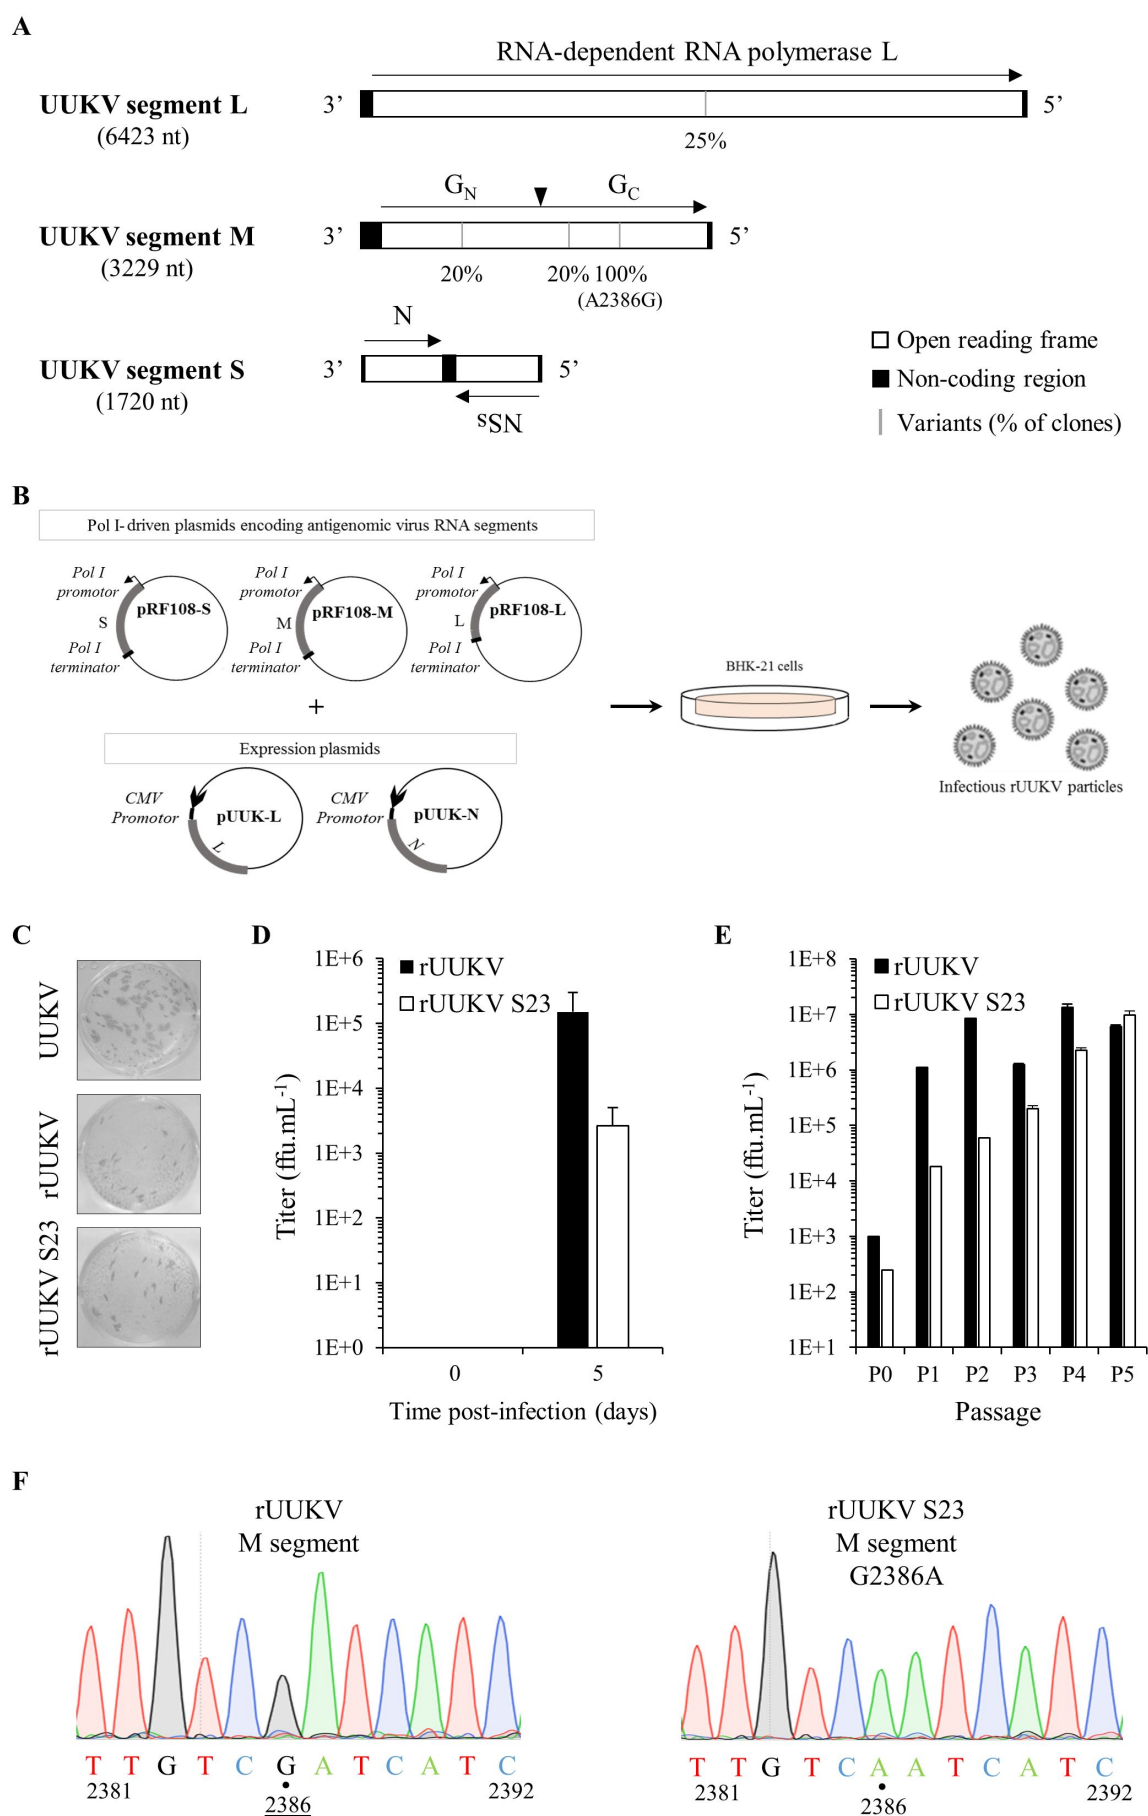 A
RNA-dependent RNA polymerase L
UUKV segment L
3’
5’
(6423 nt)
25%
GN
GC
UUKV segment M
3’
5’
(3229 nt)
20%
20%
100%
(A2386G)
N
UUKV segment S
3’
5’
(1720 nt)
NSs
Open reading frame
Non-coding region
Variants (% of clones)
B
Pol I-driven plasmids encoding antigenomic virus RNA segments
Pol I
promotor
pRF108-S
S
Pol I
terminator
Pol I
promotor
pRF108-M
M
Pol I
terminator
Pol I
promotor
pRF108-L
L
Pol I
terminator
+
Expression plasmids
CMV
Promotor
pUUK-L
L
CMV
Promotor
pUUK-N
N
BHK-21 cells
Infectious rUUKV particles
C
UUKV
rUUKV
rUUKV S23
D
rUUKV
rUUKV S23
Titer (ffu.mL-1)
1E+6
1E+5
1E+4
1E+3
1E+2
1E+1
1E+0
0
5
Time post-infection (days)
E
rUUKV
rUUKV S23
Titer (ffu.mL-1)
1E+8
1E+7
1E+6
1E+5
1E+4
1E+3
1E+2
1E+1
P0 P1 P2 P3 P4 P5
Passage
F
rUUKV
M segment
T T G T C G A T C A T C
2381
2386
2392
rUUKV S23
M segment
G2386A
T T G T C A A T C A T C
2381
2386
2392